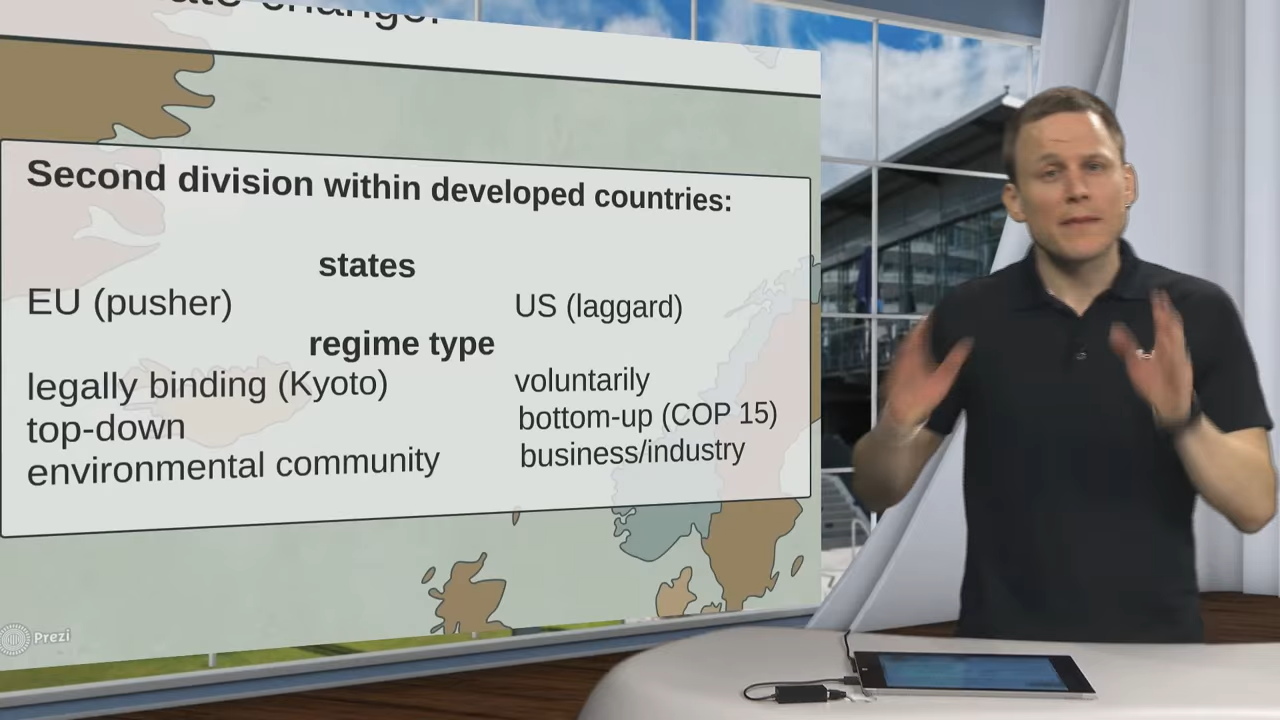 change?
Second division within developed countries:
states
EU (pusher) US (laggard)
regime type
legally binding (Kyoto) voluntarily
top-down bottom-up (COP 15)
environmental community business/industry
Prezi